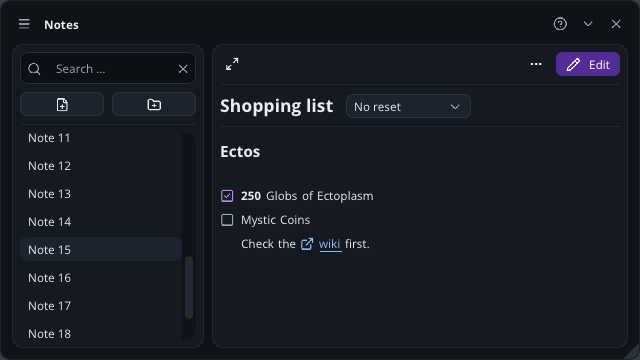 Notes
Search ...
Note 11
Note 12
Note 13
Note 14
Note 15
Note 16
Note 17
Note 18
Edit
Shopping list
No reset
Ectos
250 Globs of Ectoplasm
Mystic Coins
Check the wiki first.